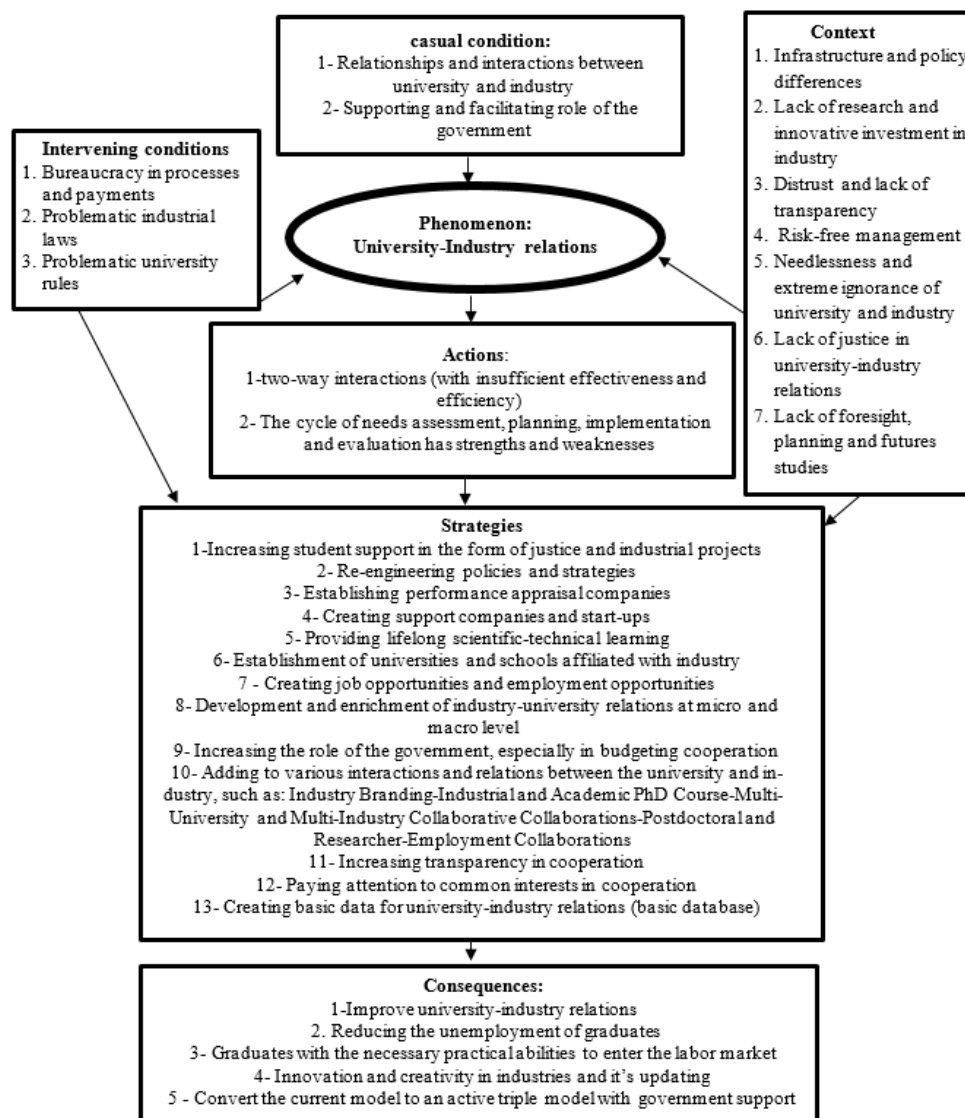 casual condition:
1- Relationships and interactions between
university and industry
2- Supporting and facilitating role of the
government
Context
1. Infrastructure and policy
differences
2. Lack of research and
innovative investment in
industry
3. Distrust and lack of
transparency
4. Risk-free management
5. Needlessness and
extreme ignorance of
university and industry
6. Lack of justice in
university-industry
relations
7. Lack of foresight,
planning and futures
studies
Intervening conditions
1. Bureaucracy in processes
and payments
2. Problematic industrial
laws
3. Problematic university
rules
Phenomenon:
University-Industry relations
Actions:
1-two-way interactions (with insufficient effectiveness and
efficiency)
2- The cycle of needs assessment, planning, implementation
and evaluation has strengths and weaknesses
Strategies
1-Increasing student support in the form of justice and industrial projects
2- Re-engineering policies and strategies
3- Establishing performance appraisal companies
4- Creating support companies and start-ups
5- Providing lifelong scientific-technical learning
6- Establishment of universities and schools affiliated with industry
7 - Creating job opportunities and employment opportunities
8- Development and enrichment of industry-university relations at micro and
macro level
9- Increasing the role of the government, especially in budgeting cooperation
10- Adding to various interactions and relations between the university and in-
dustry, such as: Industry Branding-Industrial and Academic PhD Course-Multi-
University and Multi-Industry Collaborative Collaborations-Postdoctoral and
Researcher-Employment Collaborations
11- Increasing transparency in cooperation
12- Paying attention to common interests in cooperation
13- Creating basic data for university-industry relations (basic database)
Consequences:
1-Improve university-industry relations
2. Reducing the unemployment of graduates
3- Graduates with the necessary practical abilities to enter the labor market
4- Innovation and creativity in industries and it's updating
5 - Convert the current model to an active triple model with government support